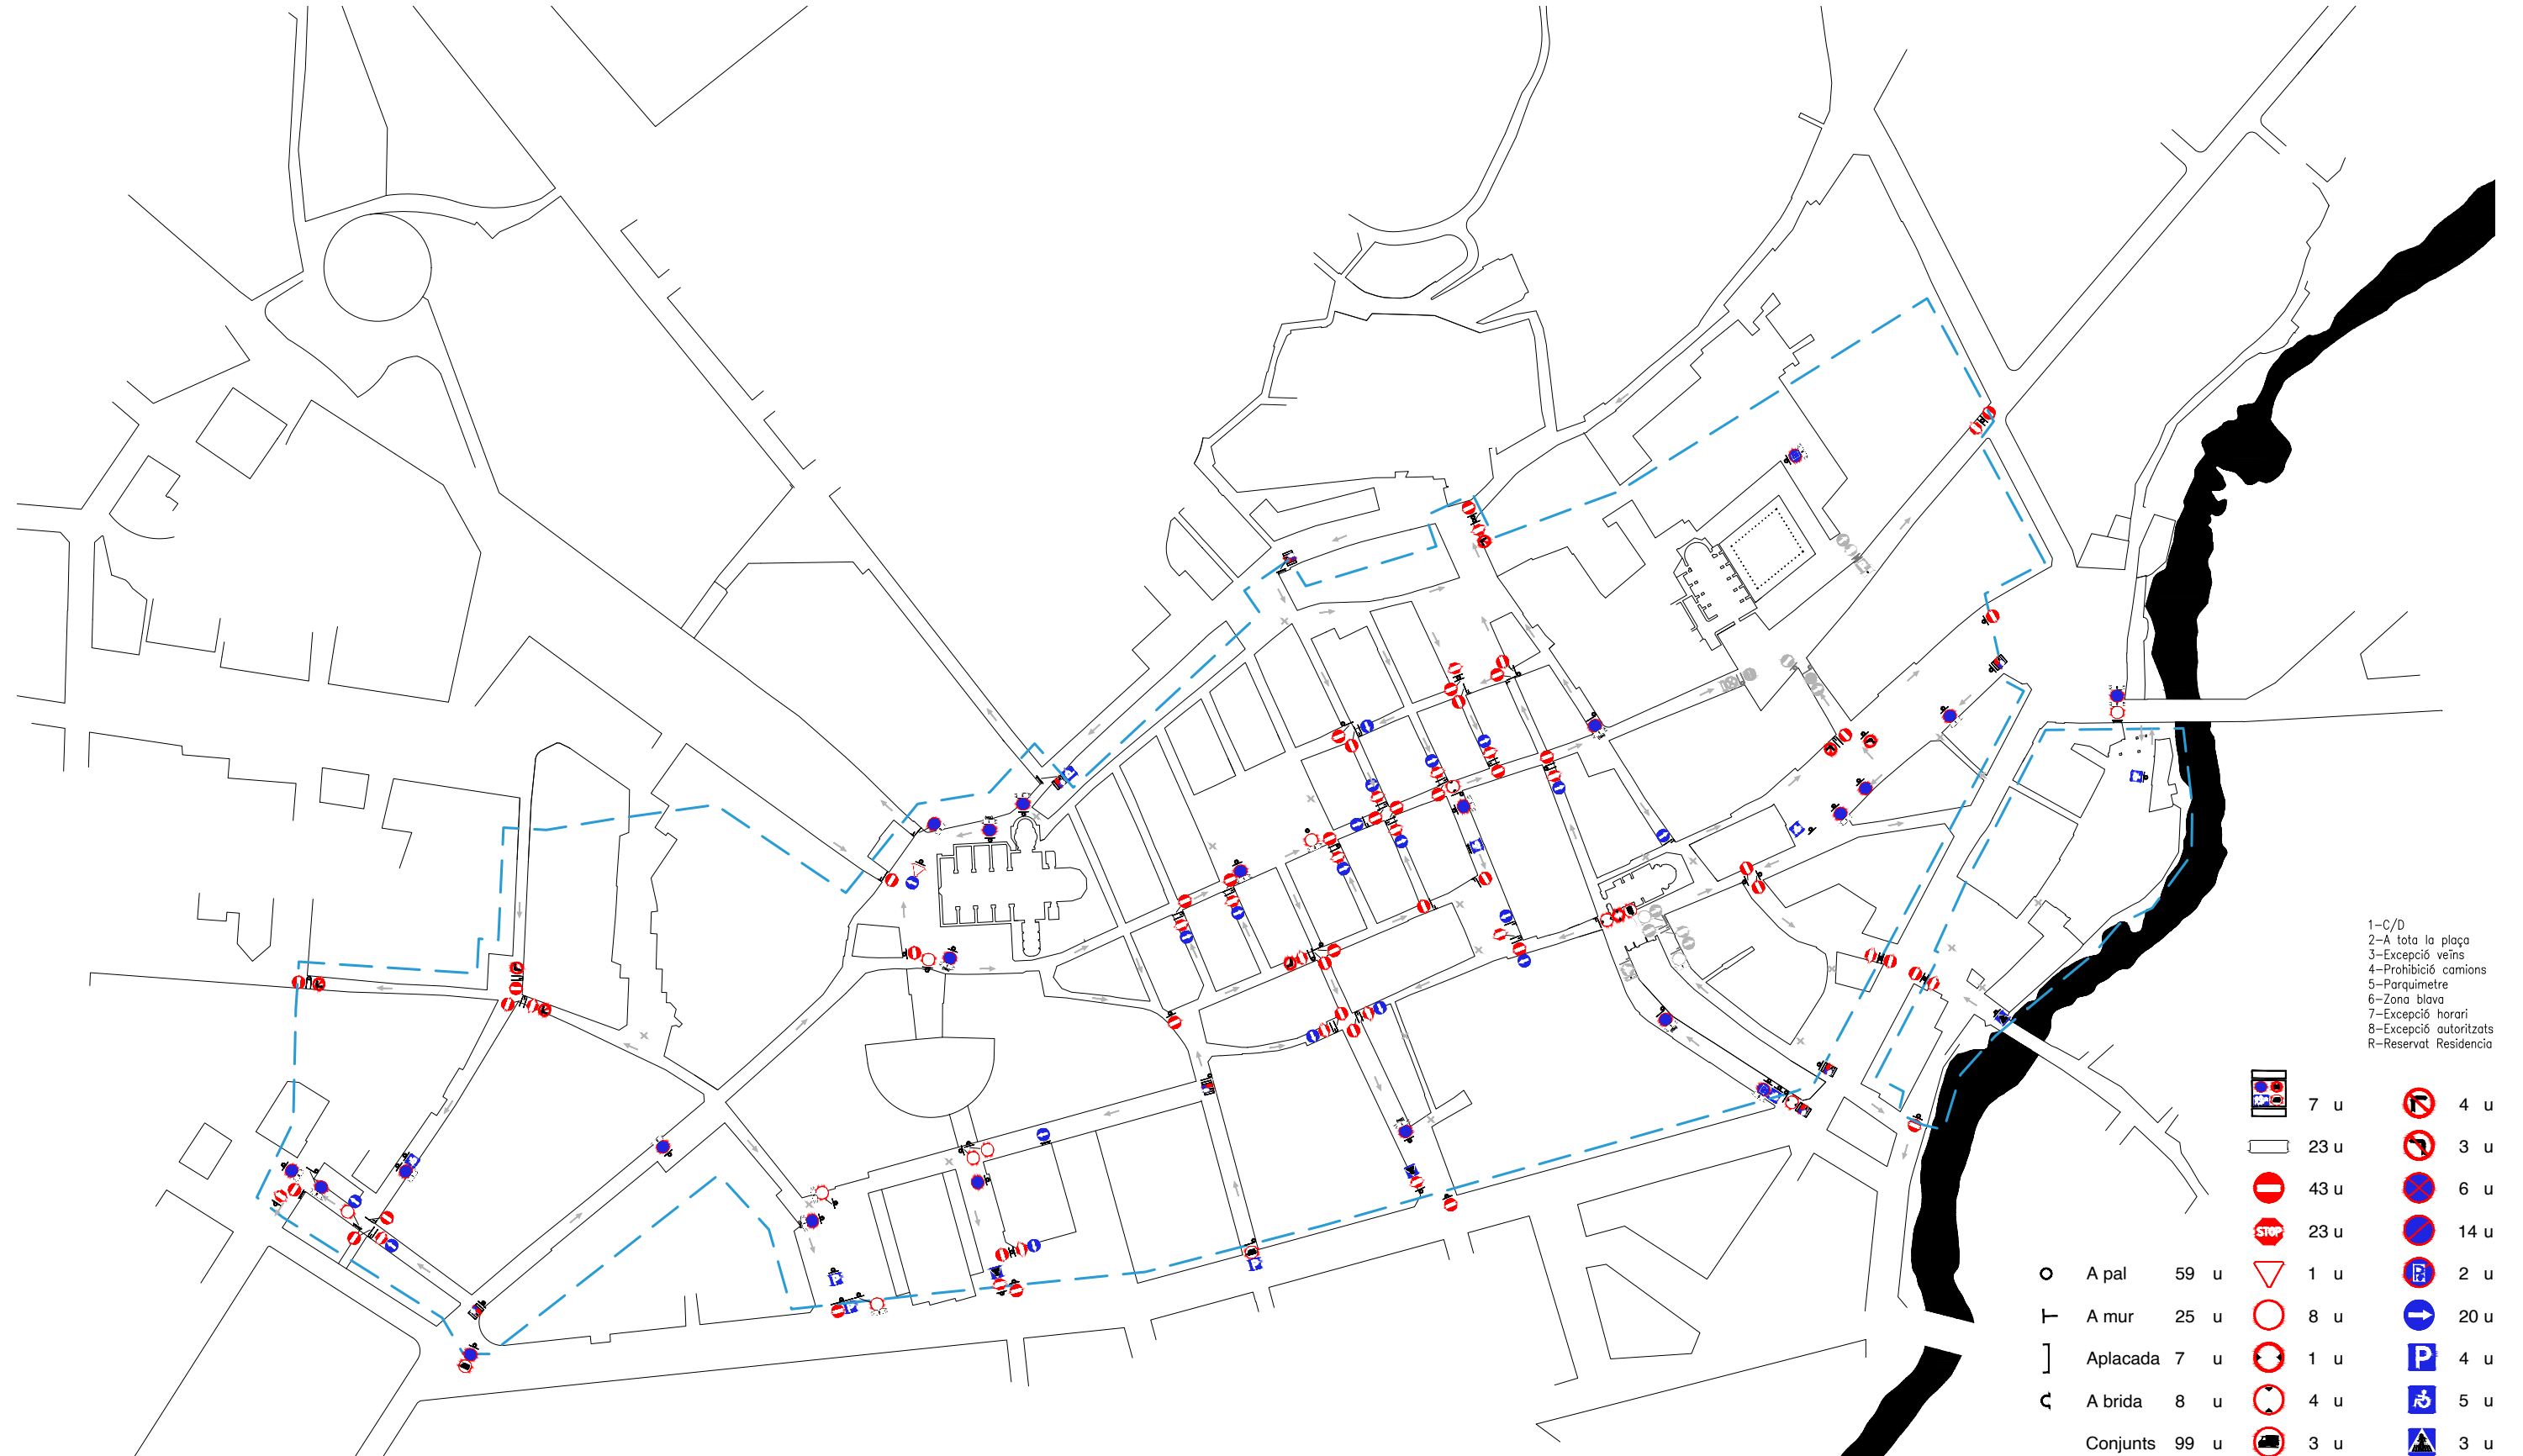 1-C/D
2-A tota la plaça
3-Excepció veïns
4-Prohibició camions
5-Parquimetre
6-Zona blava
7-Excepció horari
8-Excepció autoritzats
R-Reservat Residencia
7 u
4 u
23 u
3 u
43 u
6 u
STOP
23 u
14 u
A pal 59 u
1 u
2 u
A mur 25 u
8 u
20 u
Aplacada 7 u
1 u
P
4 u
A brida 8 u
4 u
5 u
Conjunts 99 u
3 u
3 u
P
P
P